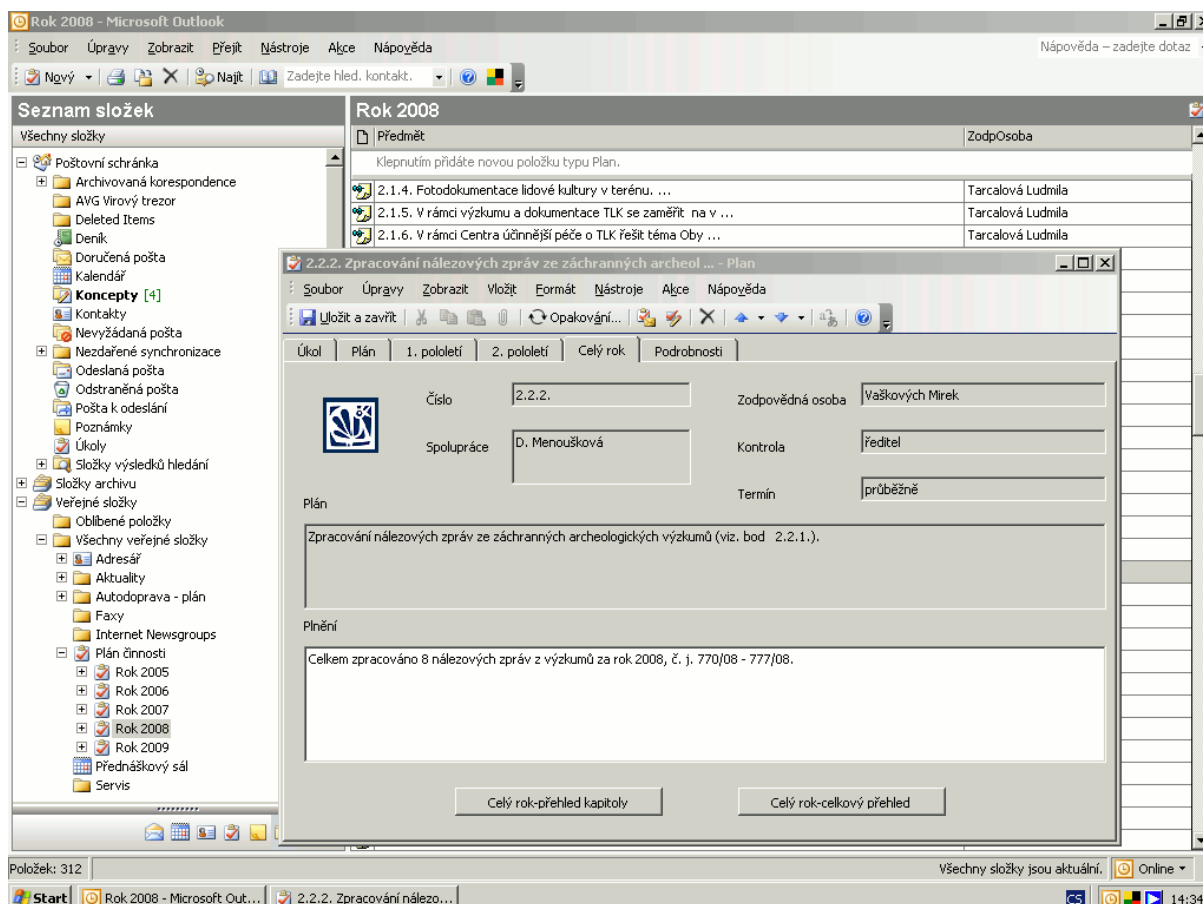 Rok 2008 - Microsoft Outlook
Soubor Úpravy Zobrazit Přejít Nástroje Akce Nápověda
Nápověda – zadejte dotaz
Nový Najít Zadejte hled. kontakt.
Seznam složek
Všechny složky
Poštovní schránka
Archivovaná korespondence
AVG Virový trezor
Deleted Items
Deník
Doručená pošta
Kalendář
Koncepty [4]
Kontakty
Nevyžádaná pošta
Nezdařené synchronizace
Odeslaná pošta
Odstraněná pošta
Pošta k odeslání
Poznámky
Úkoly
Složky výsledků hledání
Složky archivu
Veřejné složky
Oblíbené položky
Všechny veřejné složky
Adresář
Aktuality
Autodoprava - plán
Faxy
Internet Newsgroups
Plán činnosti
Rok 2005
Rok 2006
Rok 2007
Rok 2008
Rok 2009
Přednáškový sál
Servis
Rok 2008
Předmět ZodpOsoba
Klepnutím přidáte novou položku typu Plan.
2.1.4. Fotodokumentace lidové kultury v terénu. ... Tarcalová Ludmila
2.1.5. V rámci výzkumu a dokumentace TLK se zaměřit na v ... Tarcalová Ludmila
2.1.6. V rámci Centra účinnější péče o TLK řešit téma Oby ... Tarcalová Ludmila
2.2.2. Zpracování nálezových zpráv ze záchranných archeol ... - Plan
Soubor Úpravy Zobrazit Vložit Formát Nástroje Akce Nápověda
Uložit a zavřít Opakování...
Úkol Plán 1. pololetí 2. pololetí Celý rok Podrobnosti
Číslo 2.2.2. Zodpovědná osoba Vaškových Mirek
Spolupráce D. Menoušková Kontrola ředitel
Termín průběžně
Plán
Zpracování nálezových zpráv ze záchranných archeologických výzkumů (viz. bod 2.2.1.).
Plnění
Celkem zpracováno 8 nálezových zpráv z výzkumů za rok 2008, č. j. 770/08 - 777/08.
Celý rok-přehled kapitoly Celý rok-celkový přehled
Položek: 312 Všechny složky jsou aktuální. Online
Start Rok 2008 - Microsoft Out... 2.2.2. Zpracování nálezo... CS 14:34